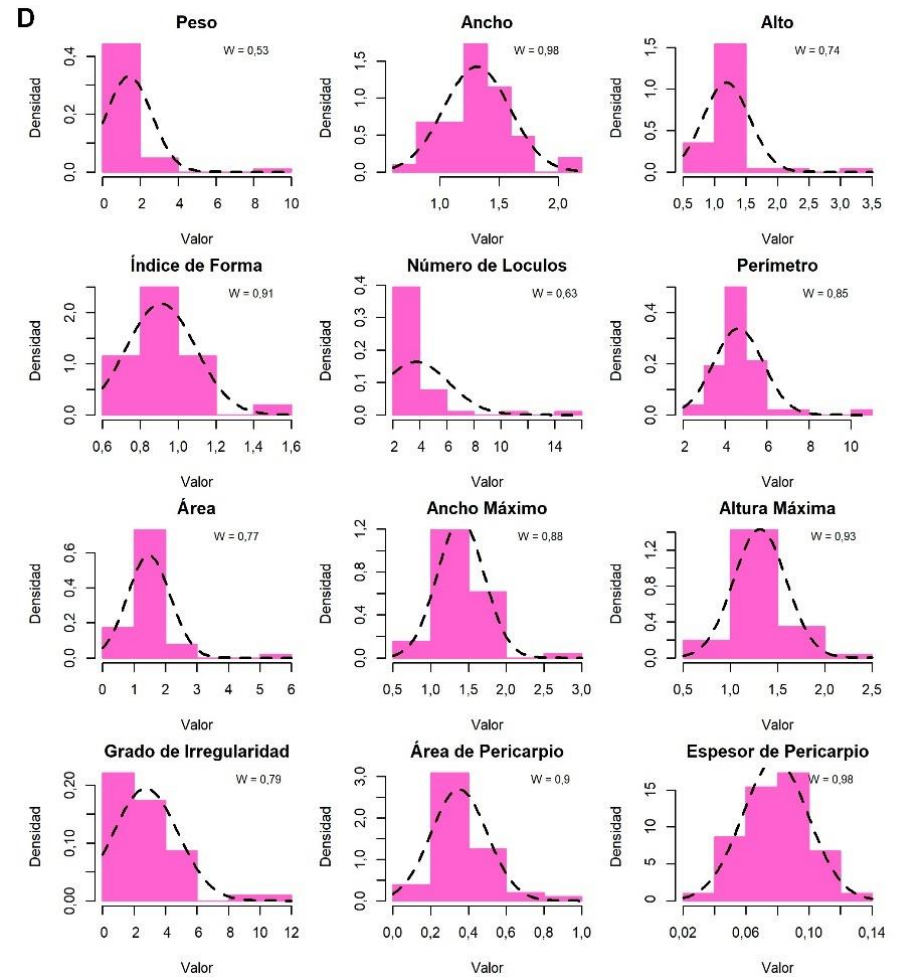 D
Peso
W = 0,53
Densidad
0,0 0,2 0,4
0 2 4 6 8 10
Valor
Ancho
W = 0,98
Densidad
0,0 0,5 1,0 1,5
1,0 1,5 2,0
Valor
Alto
W = 0,74
Densidad
0,0 0,5 1,0 1,5
0,5 1,0 1,5 2,0 2,5 3,0 3,5
Valor
Índice de Forma
W = 0,91
Densidad
0,0 1,0 2,0
0,6 0,8 1,0 1,2 1,4 1,6
Valor
Número de Loculos
W = 0,63
Densidad
0,0 0,1 0,2 0,3 0,4
2 4 6 8 10 14
Valor
Perímetro
W = 0,85
Densidad
0,0 0,2 0,4
2 4 6 8 10
Valor
Área
W = 0,77
Densidad
0,0 0,2 0,6
0 1 2 3 4 5 6
Valor
Ancho Máximo
W = 0,88
Densidad
0,0 0,4 0,8 1,2
0,5 1,0 1,5 2,0 2,5 3,0
Valor
Altura Máxima
W = 0,93
Densidad
0,0 0,4 0,8 1,2
0,5 1,0 1,5 2,0 2,5
Valor
Grado de Irregularidad
W = 0,79
Densidad
0,00 0,10 0,20
0 2 4 6 8 10 12
Valor
Área de Pericarpio
W = 0,9
Densidad
0,0 1,0 2,0 3,0
0,0 0,2 0,4 0,6 0,8 1,0
Valor
Espesor de Pericarpio
W = 0,98
Densidad
0 5 10 15
0,02 0,06 0,10 0,14
Valor